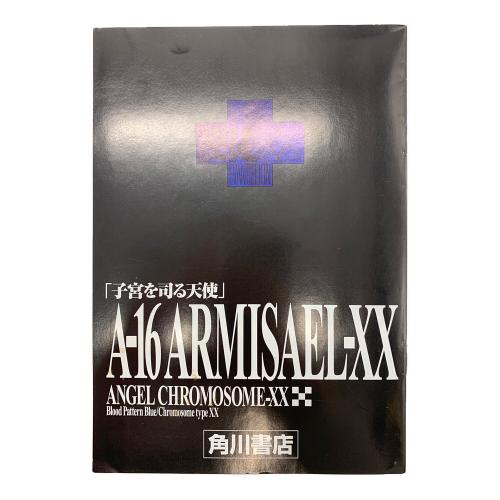 「子宮を司る天使」
A-16 ARMISAEL-XX
ANGEL CHROMOSOME-XX
Blood Pattern Blue/Chromosome type XX
角川書店